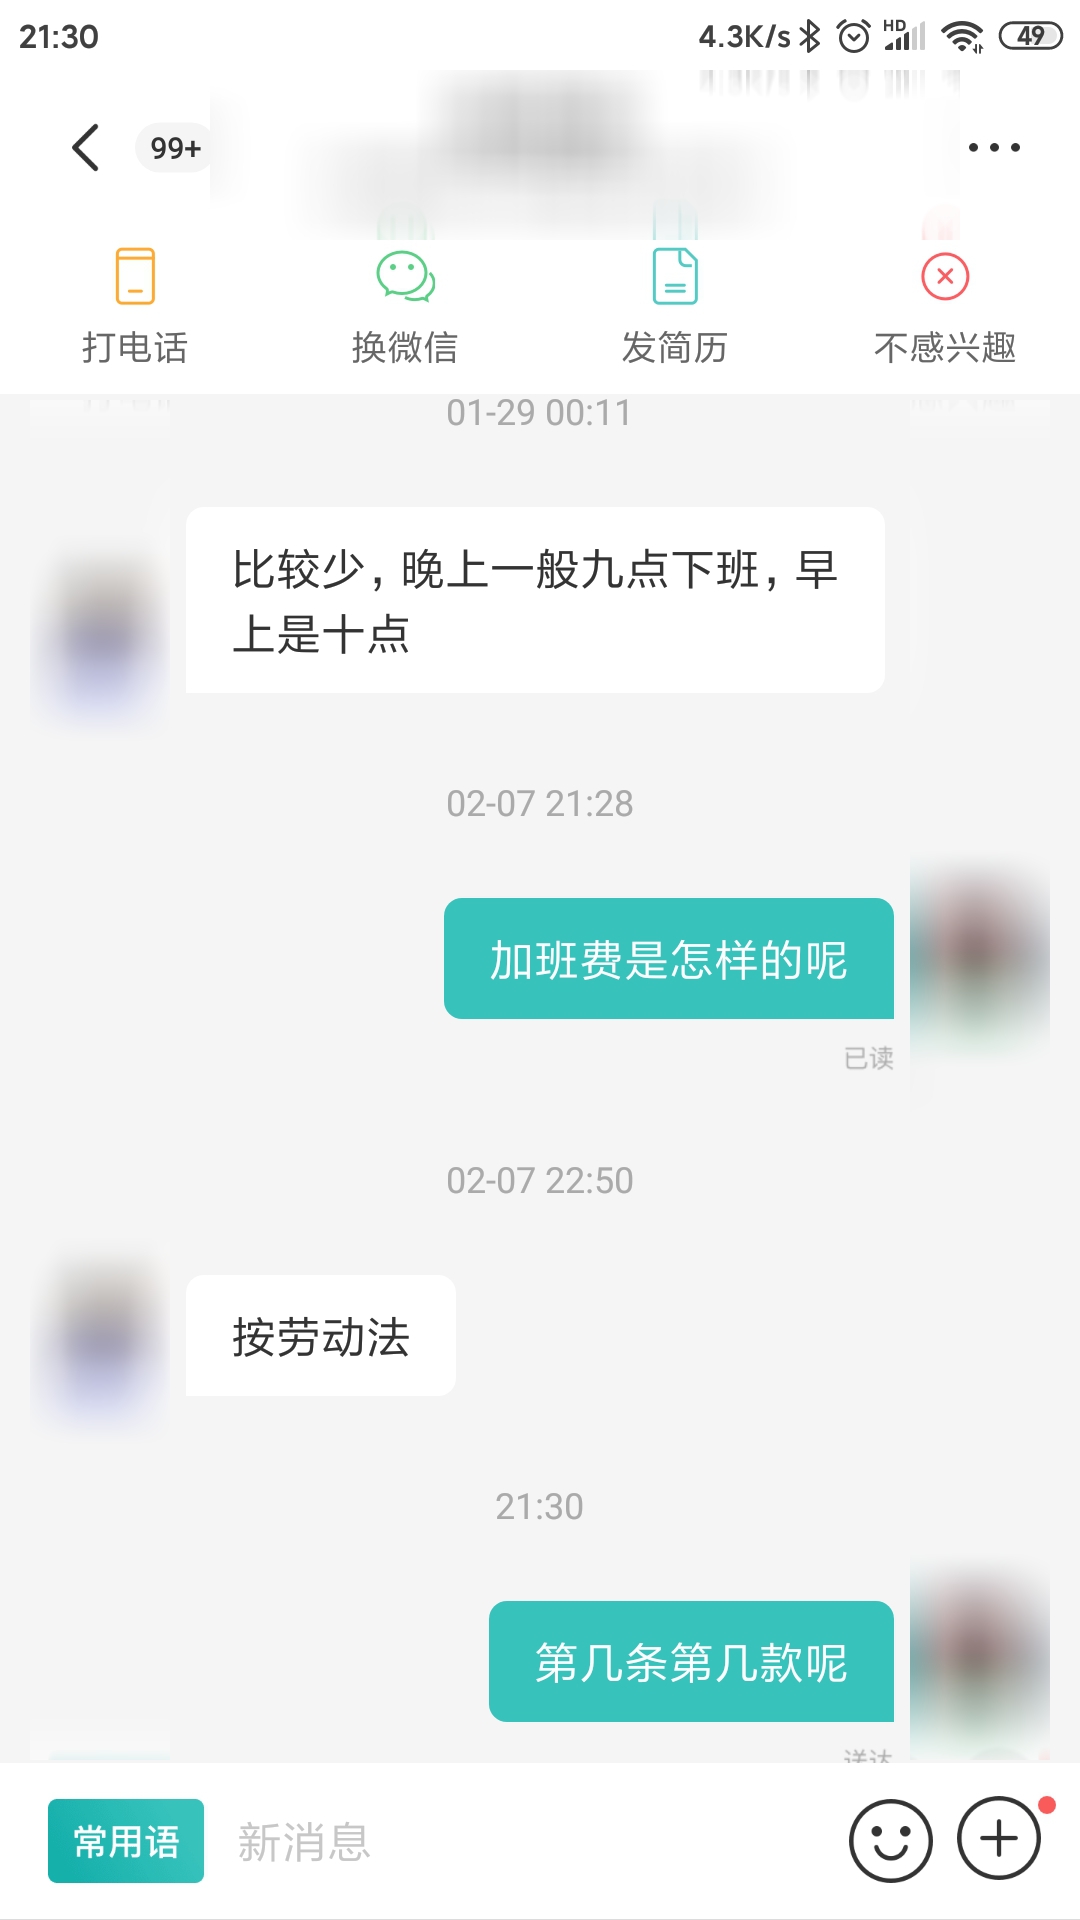 21:30 4.3K/s HD 49
99+
打电话 换微信 发简历 不感兴趣
01-29 00:11
比较少，晚上一般九点下班，早
上是十点
02-07 21:28
加班费是怎样的呢
已读
02-07 22:50
按劳动法
21:30
第几条第几款呢
送达
常用语 新消息